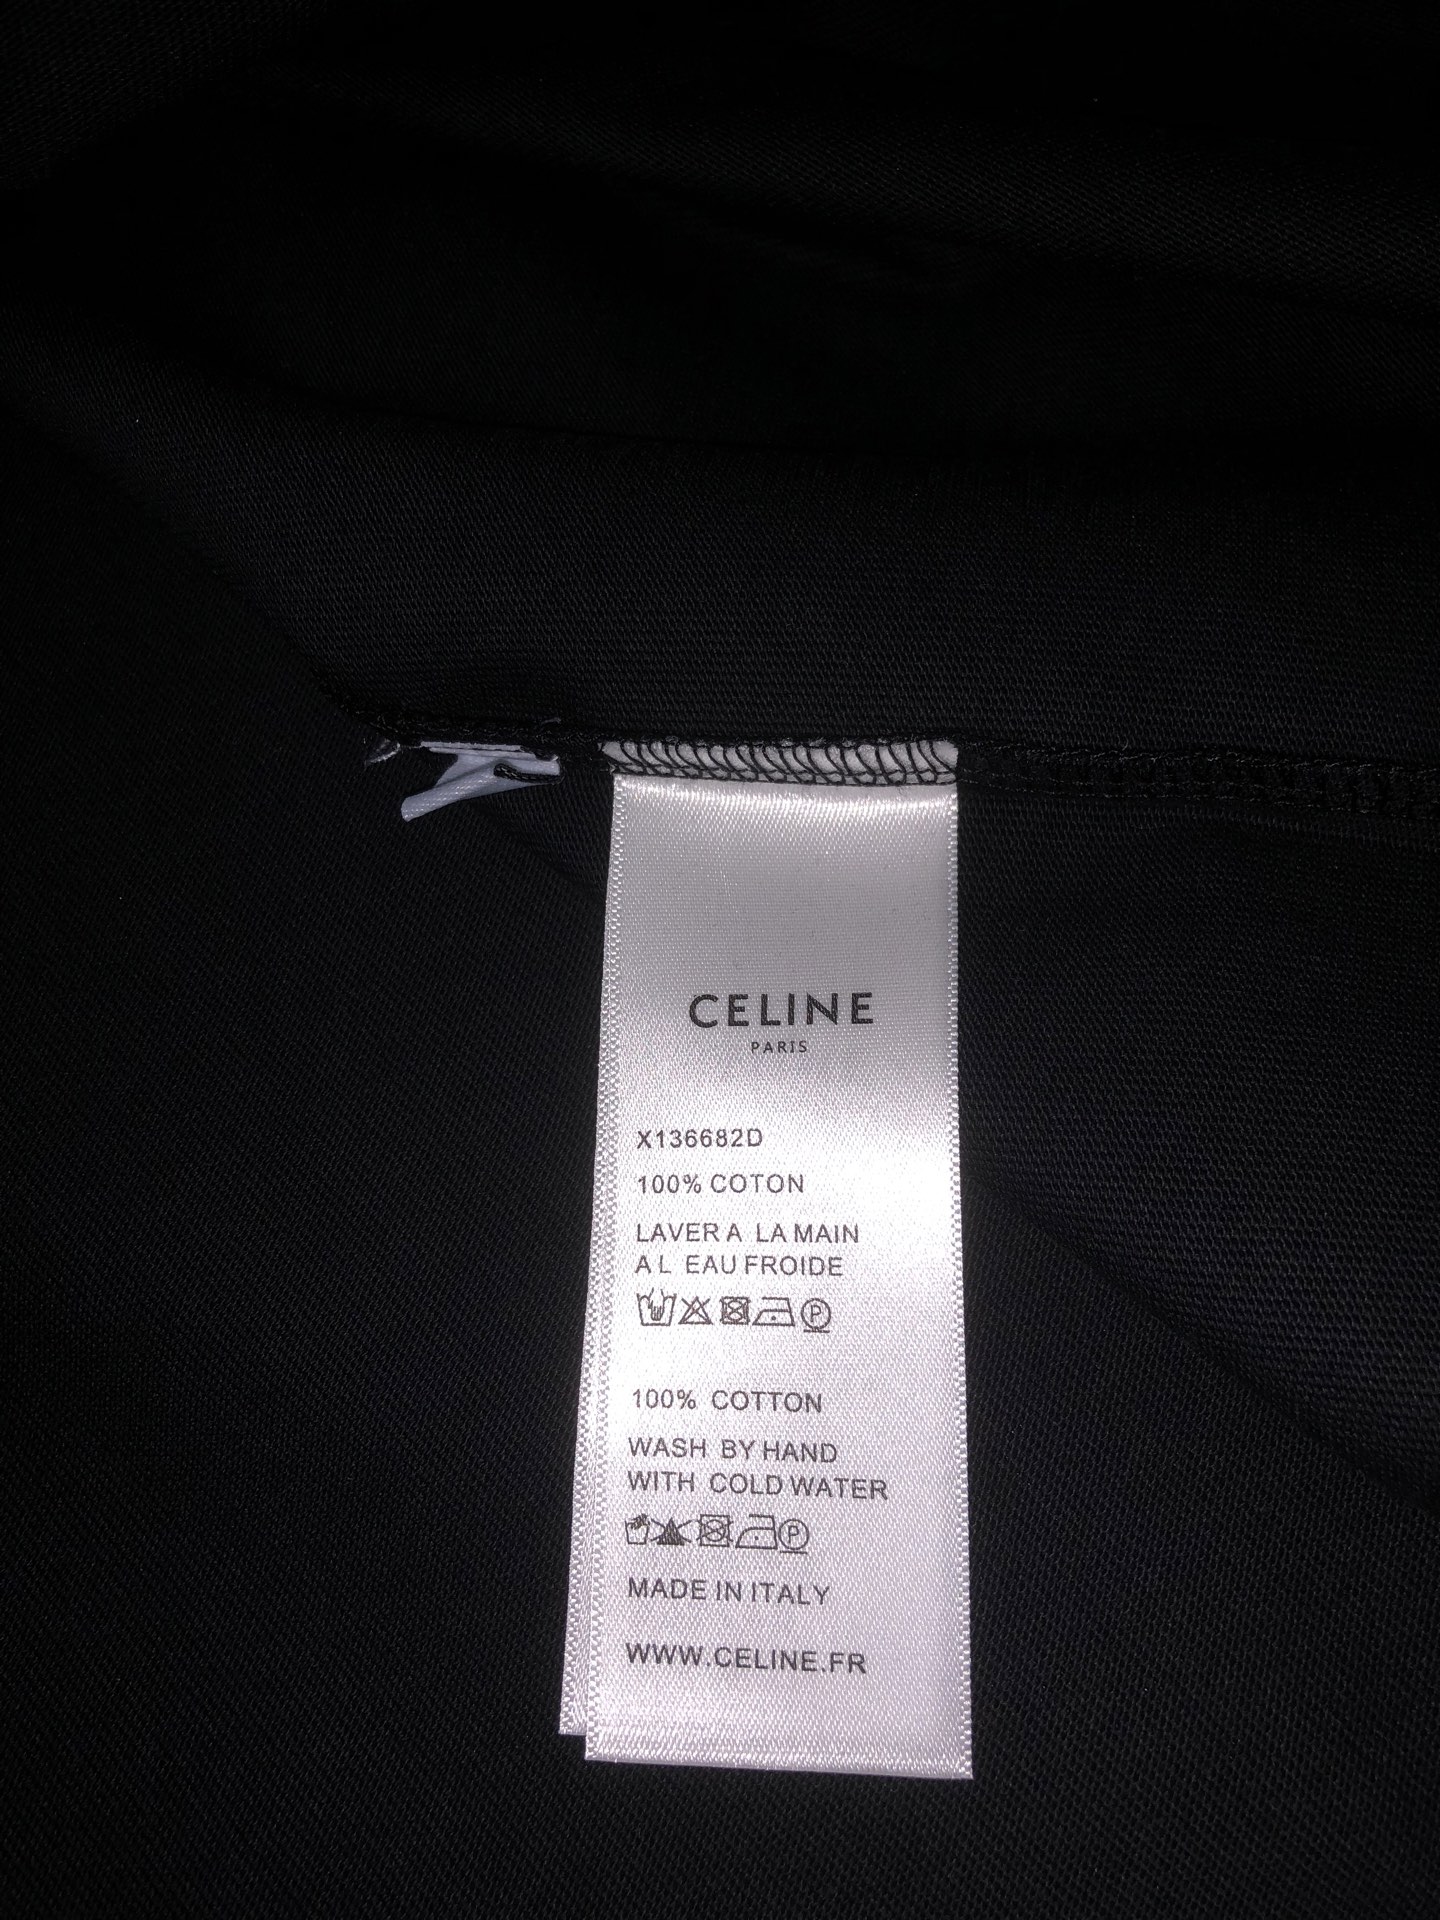 CELINE
PARIS
X136682D
100% COTON
LAVER A LA MAIN
A L EAU FROIDE
P
100% COTTON
WASH BY HAND
WITH COLD WATER
P
MADE IN ITALY
WWW.CELINE.FR